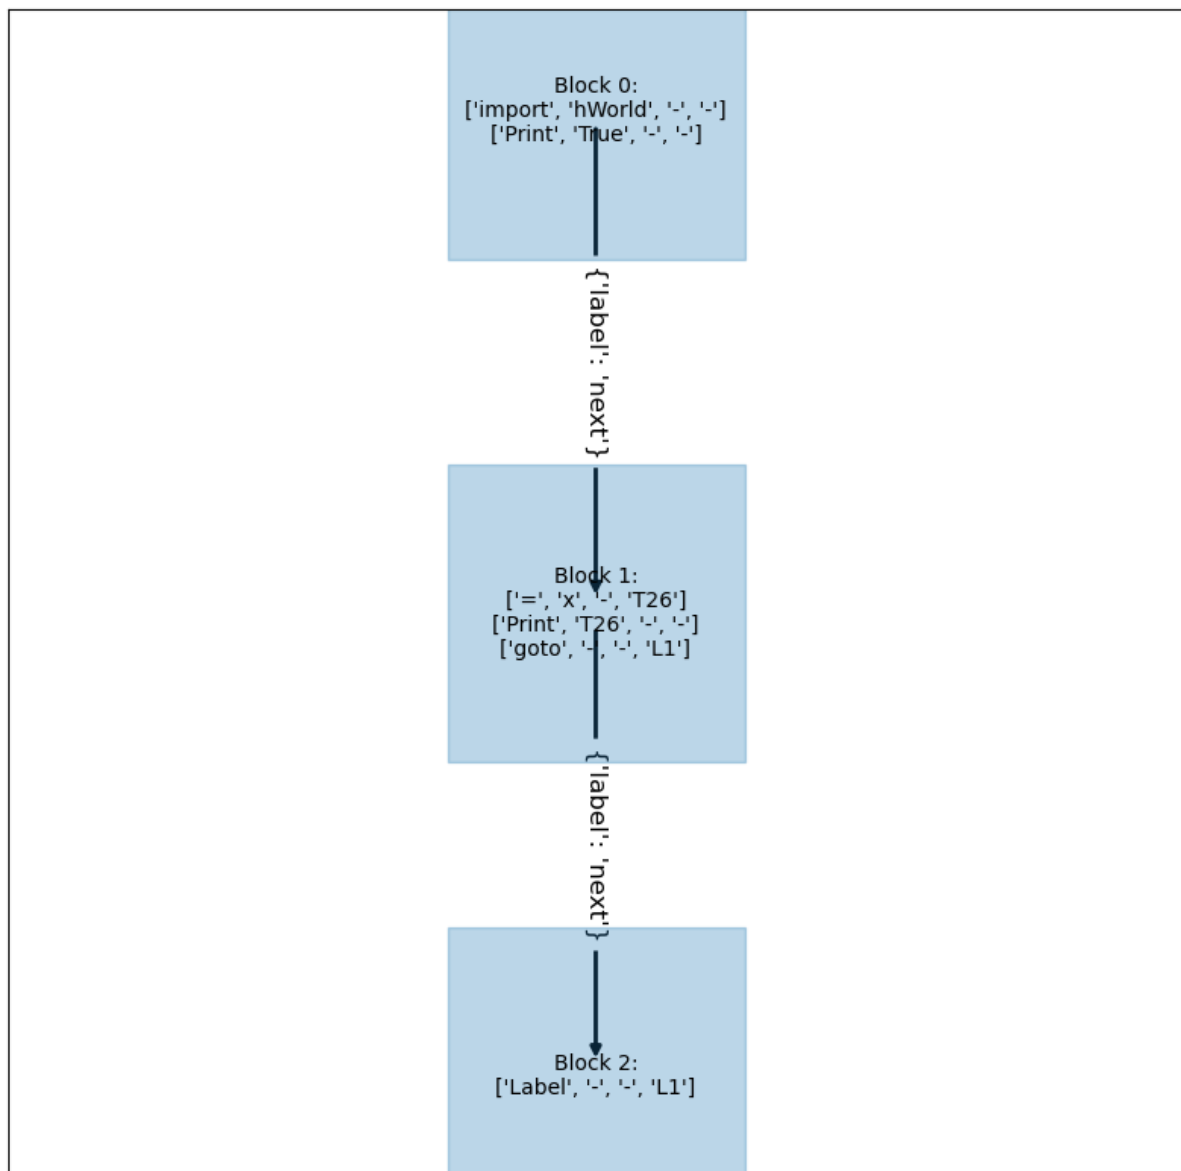 Block 0:
['import', 'hWorld', '-', '-']
['Print', 'True', '-', '-']
{'label': 'next'}
Block 1:
['=', 'x', '-', 'T26']
['Print', 'T26', '-', '-']
['goto', '-', '-', 'L1']
{'label': 'next'}
Block 2:
['Label', '-', '-', 'L1']